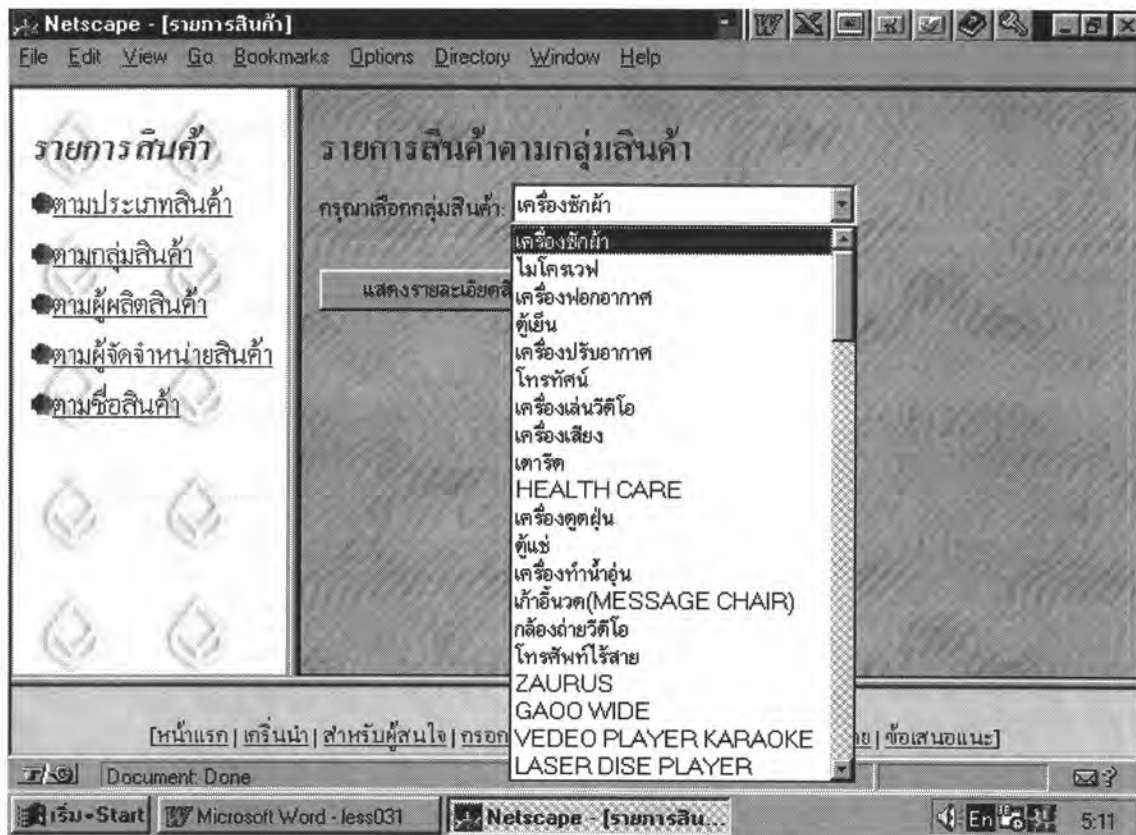 Netscape - [รายการสินค้า]
File Edit View Go Bookmarks Options Directory Window Help
รายการสินค้า
ตามประเภทสินค้า
ตามกลุ่มสินค้า
ตามผู้ผลิตสินค้า
ตามผู้จัดจำหน่ายสินค้า
ตามชื่อสินค้า
รายการสินค้าตามกลุ่มสินค้า
กรุณาเลือกกลุ่มสินค้า: เครื่องซักผ้า
แสดงรายละเอียดสิ
เครื่องซักผ้า
ไมโครเวฟ
เครื่องฟอกอากาศ
ตู้เย็น
เครื่องปรับอากาศ
โทรทัศน์
เครื่องเล่นวีดีโอ
เครื่องเสียง
เตารีด
HEALTH CARE
เครื่องดูดฝุ่น
ตู้แช่
เครื่องทำน้ำอุ่น
เก้าอี้นวด(MESSAGE CHAIR)
กล้องถ่ายวีดีโอ
โทรศัพท์ไร้สาย
ZAURUS
GAOO WIDE
VEDEO PLAYER KARAOKE
LASER DISE PLAYER
[หน้าแรก | เกริ่นนำ | สำหรับผู้สนใจ | กรอก ย | ข้อเสนอแนะ]
Document: Done
เริ่ม-Start Microsoft Word - less031 Netscape - [รายการสิน... En 5:11